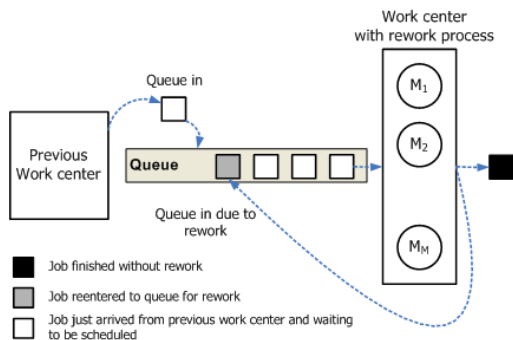 Work center
with rework process
Queue in
M1
Previous
Work center
M2
Queue
Queue in due to
rework
MM
Job finished without rework
Job reentered to queue for rework
Job just arrived from previous work center and waiting
to be scheduled